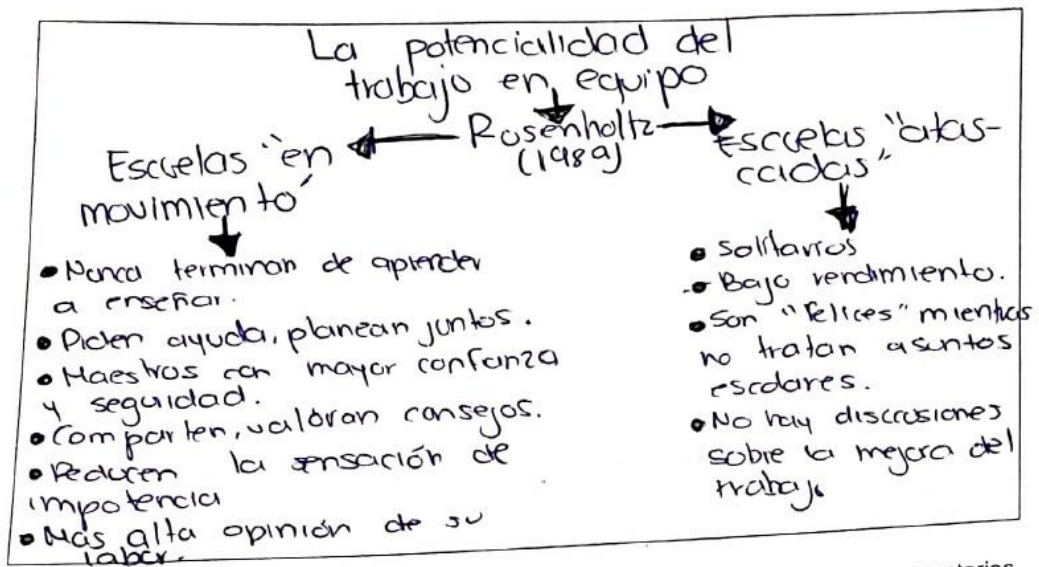 La potencialidad del
trabajo en equipo
Rosenholtz
(1989)
Escuelas "en
movimiento"
• Nunca terminan de aprender
a enseñar.
• Piden ayuda, planean juntos.
• Maestros con mayor confianza
y seguridad.
• Comparten, valoran consejos.
• Reducen la sensación de
impotencia
• Más alta opinión de su
labor.
Escuelas "atas-
cadas"
• Solitarios
• Bajo rendimiento.
• Son "felices" mientras
no tratan asuntos
escolares.
• No hay discusiones
sobre la mejora del
trabajo